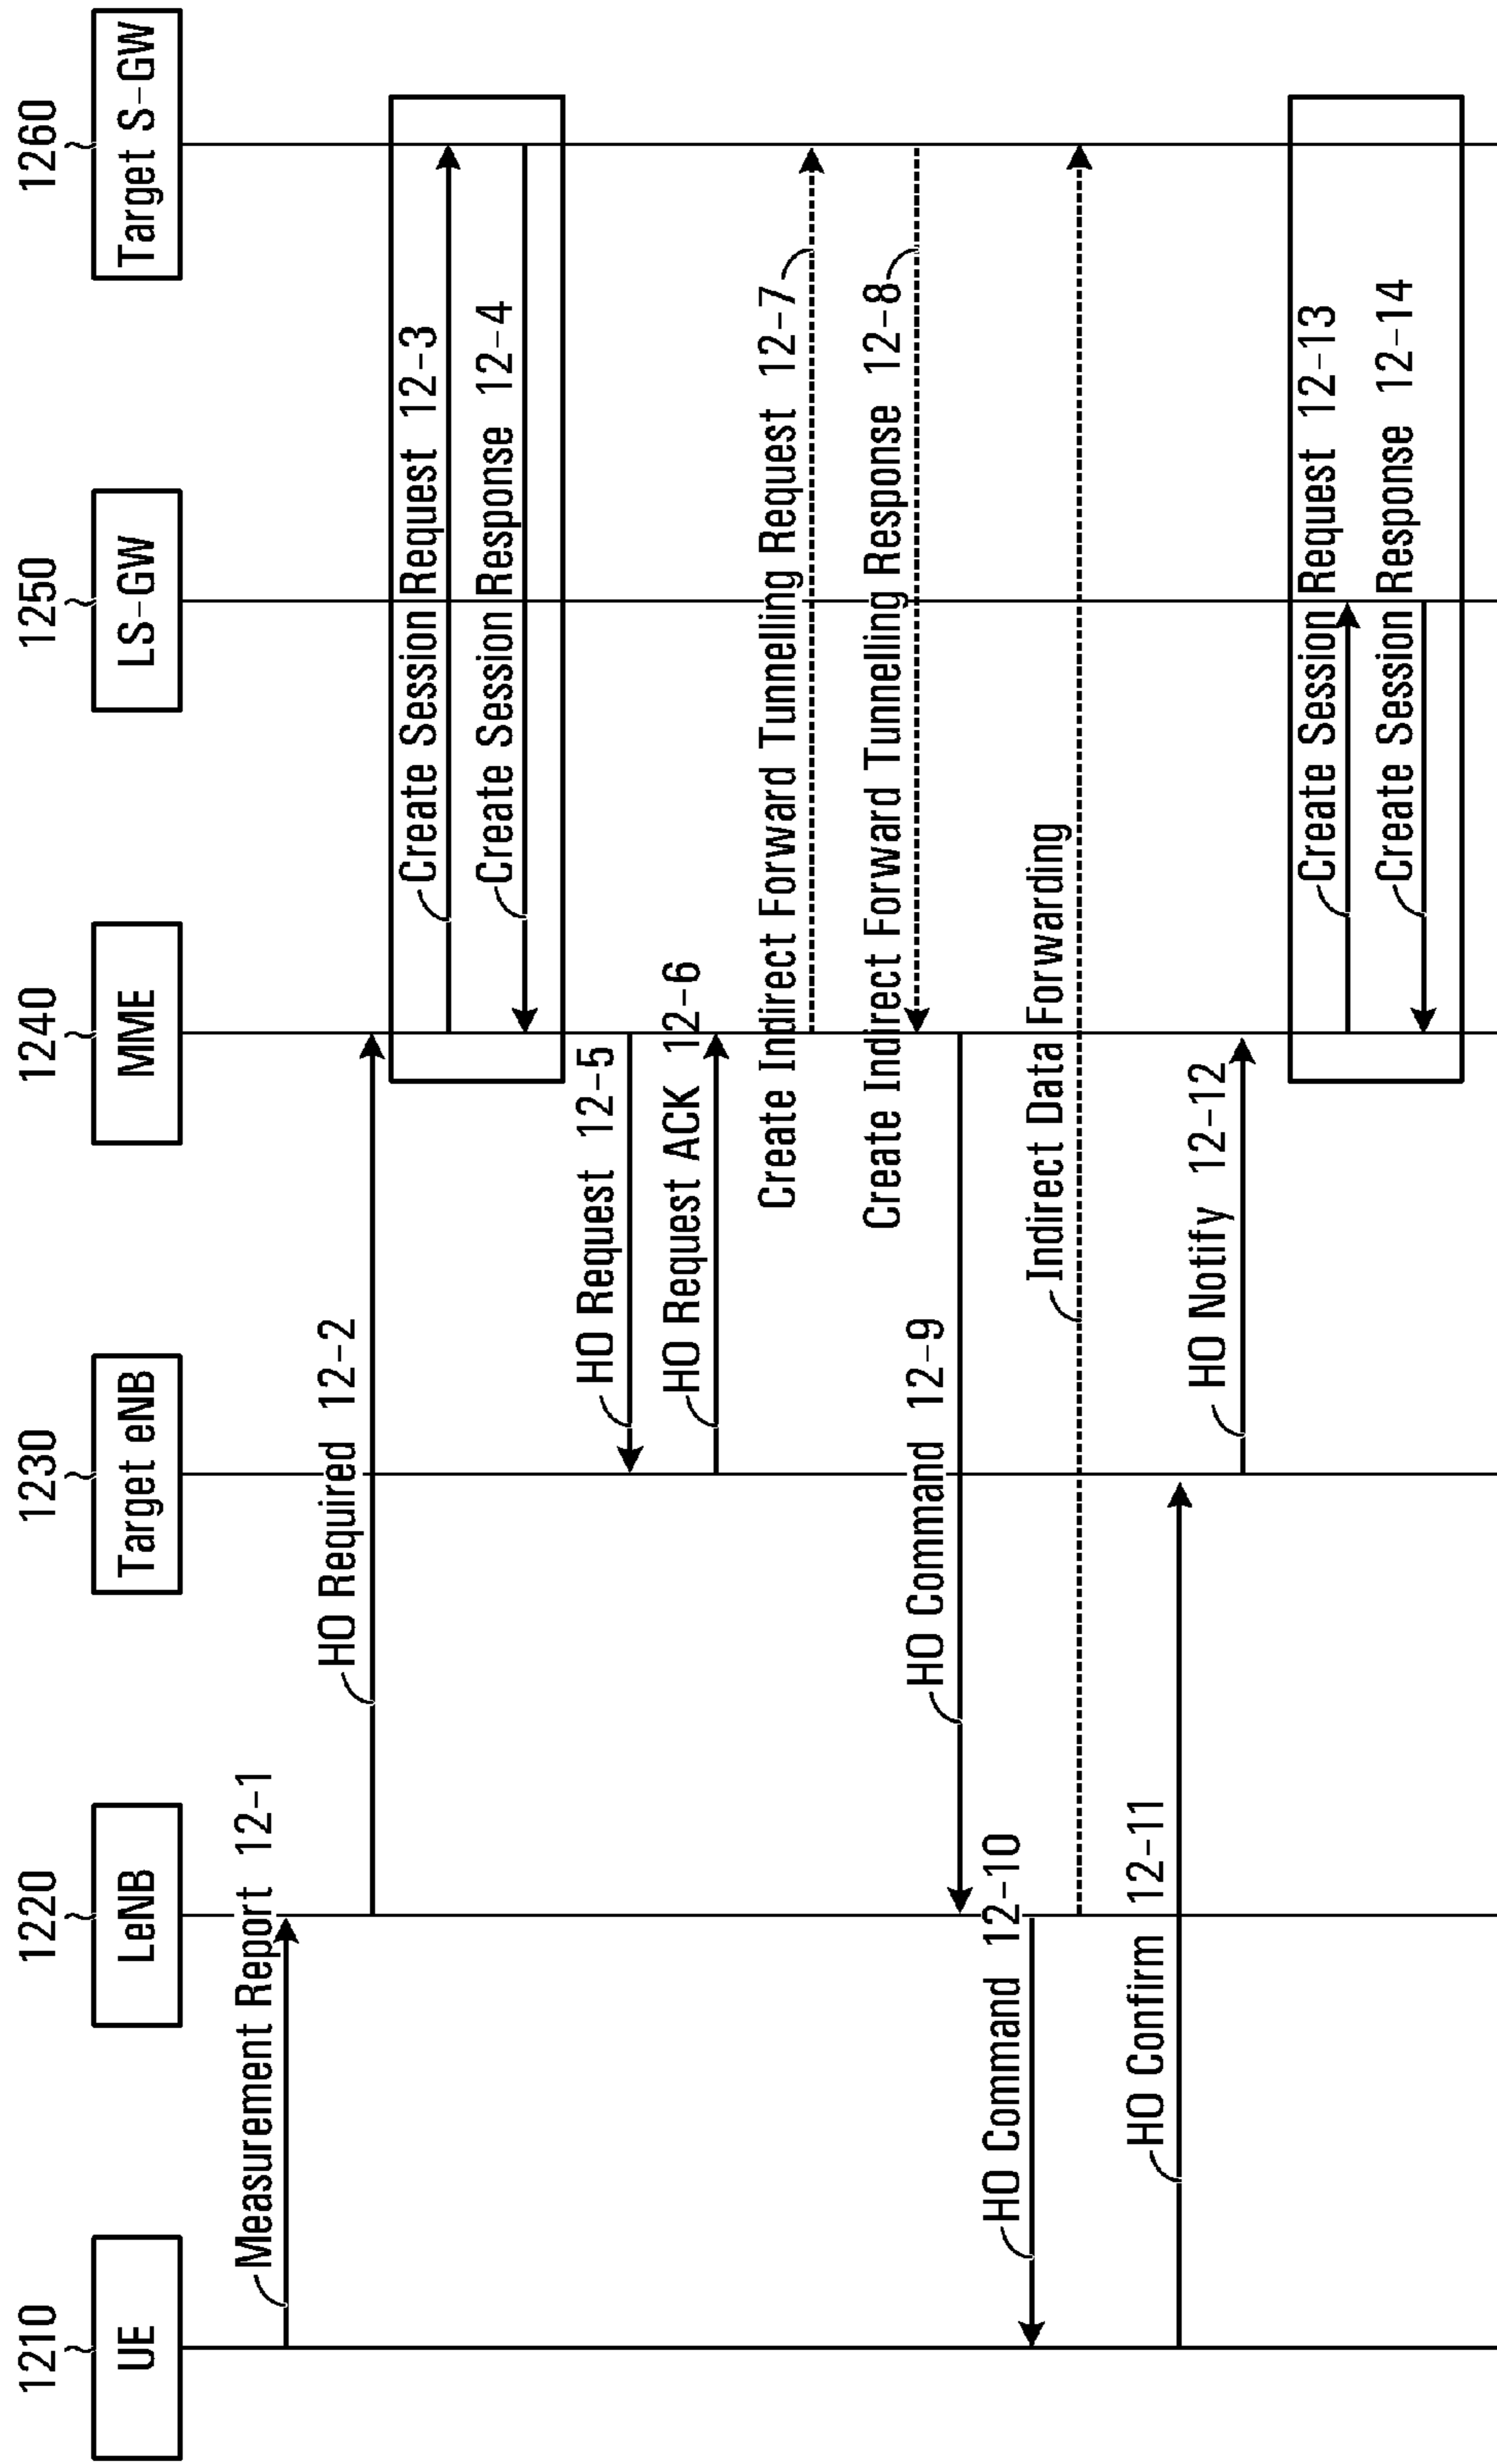 1210
1220
1230
1240
1250
1260
UE
LeNB
Target eNB
MME
LS-GW
Target S-GW
Measurement Report 12-1
HO Required 12-2
Create Session Request 12-3
Create Session Response 12-4
HO Request 12-5
HO Request ACK 12-6
Create Indirect Forward Tunnelling Request 12-7
Create Indirect Forward Tunnelling Response 12-8
HO Command 12-9
HO Command 12-10
Indirect Data Forwarding
HO Confirm 12-11
HO Notify 12-12
Create Session Request 12-13
Create Session Response 12-14